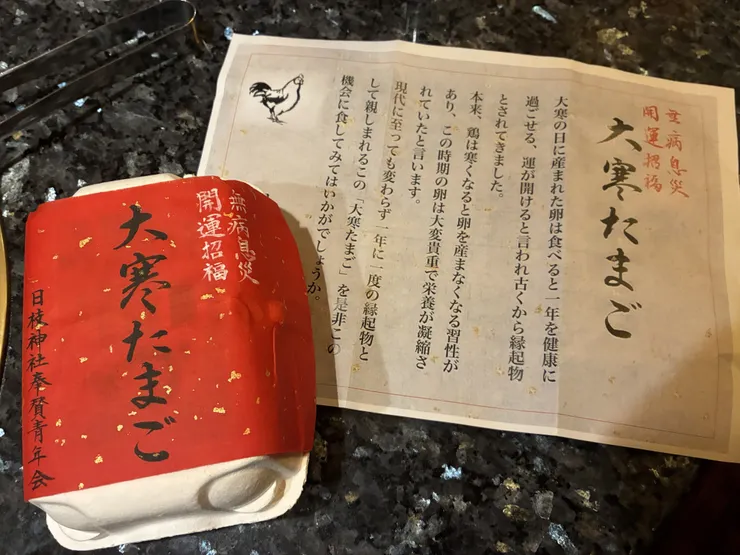 無病息災
開運招福
大寒たまご
日枝神社奉賛青年会
無病息災
開運招福
大寒たまご
大寒の日に産まれた卵は食べると一年を健康に
過ごせる、運が開けると言われ古くから縁起物
とされてきました。
本来、鶏は寒くなると卵を産まなくなる習性が
あり、この時期の卵は大変貴重で栄養が凝縮さ
れていたと言います。
現代に至っても変わらず一年に一度の縁起物と
して親しまれるこの「大寒たまご」を是非この
機会に食してみてはいかがでしょうか。